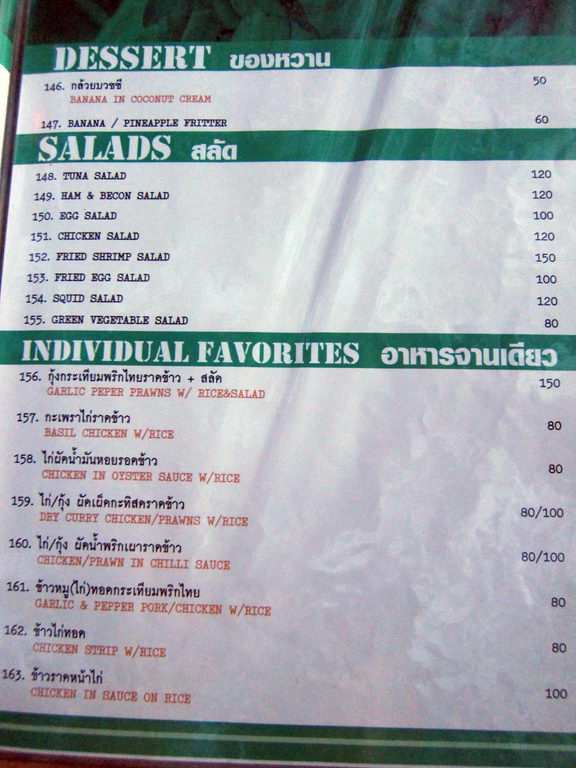 DESSERT ของหวาน
146. กล้วยบวชชี 50
BANANA IN COCONUT CREAM
147. BANANA / PINEAPPLE FRITTER 60
SALADS สลัด
148. TUNA SALAD 120
149. HAM & BECON SALAD 120
150. EGG SALAD 100
151. CHICKEN SALAD 120
152. FRIED SHRIMP SALAD 150
153. FRIED EGG SALAD 100
154. SQUID SALAD 120
155. GREEN VEGETABLE SALAD 80
INDIVIDUAL FAVORITES อาหารจานเดียว
156. กุ้งกระเทียมพริกไทยราดข้าว + สลัด 150
GARLIC PEPER PRAWNS W/ RICE&SALAD
157. กะเพราไก่ราดข้าว 80
BASIL CHICKEN W/RICE
158. ไก่ผัดน้ำมันหอยรอดข้าว 80
CHICKEN IN OYSTER SAUCE W/RICE
159. ไก่/กุ้ง ผัดเผ็ดกะทิสดราดข้าว 80/100
DRY CURRY CHICKEN/PRAWNS W/RICE
160. ไก่/กุ้ง ผัดน้ำพริกเผาราดข้าว 80/100
CHICKEN/PRAWN IN CHILLI SAUCE
161. ข้าวหมู(ไก่)ทอดกระเทียมพริกไทย 80
GARLIC & PEPPER PORK/CHICKEN W/RICE
162. ข้าวไก่ทอด 80
CHICKEN STRIP W/RICE
163. ข้าวราดหน้าไก่ 100
CHICKEN IN SAUCE ON RICE